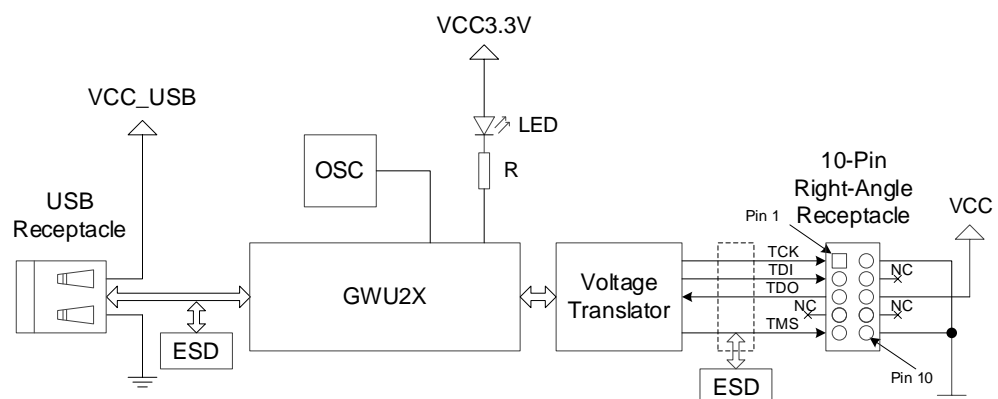 VCC3.3V
VCC_USB
LED
OSC
R
10-Pin
Right-Angle
Receptacle
USB
Receptacle
VCC
Pin 1
TCK
NC
TDI
GWU2X
Voltage
Translator
TDO
NC
NC
TMS
ESD
Pin 10
ESD